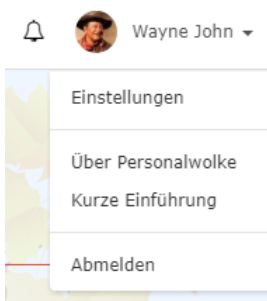 Wayne John
Einstellungen
Über Personalwolke
Kurze Einführung
Abmelden